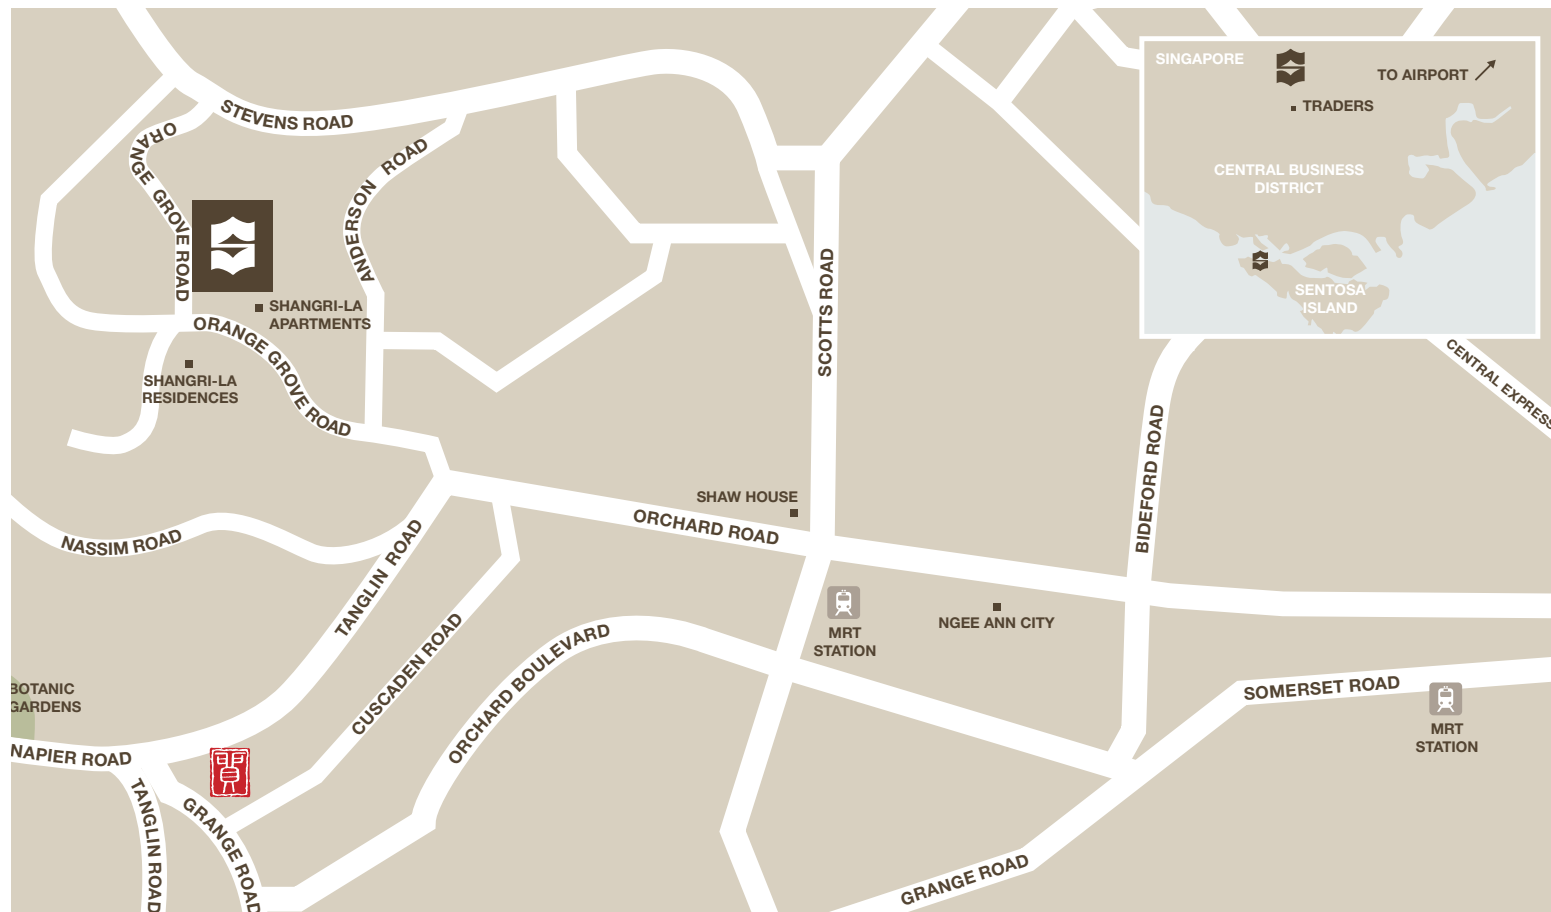 SINGAPORE
TO AIRPORT
TRADERS
CENTRAL BUSINESS
DISTRICT
SENTOSA
ISLAND
STEVENS ROAD
ORANGE GROVE ROAD
ANDERSON ROAD
SHANGRI-LA
APARTMENTS
ORANGE GROVE ROAD
SHANGRI-LA
RESIDENCES
SCOTTS ROAD
CENTRAL EXPRESS
BIDEFORD ROAD
SHAW HOUSE
ORCHARD ROAD
NASSIM ROAD
TANGLIN ROAD
CUSCADEN ROAD
ORCHARD BOULEVARD
MRT
STATION
NGEE ANN CITY
BOTANIC
GARDENS
SOMERSET ROAD
MRT
STATION
NAPIER ROAD
TANGLIN ROAD
GRANGE ROAD
GRANGE ROAD